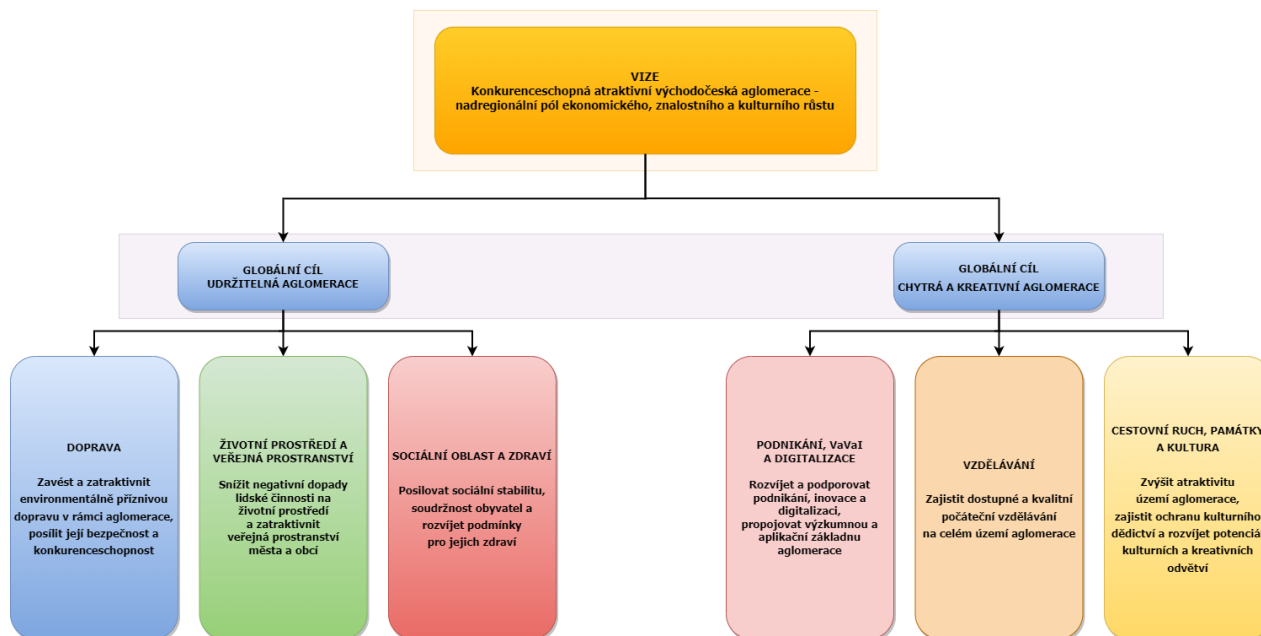 VIZE
Konkurenceschopná atraktivní východočeská aglomerace -
nadregionální pól ekonomického, znalostního a kulturního růstu
GLOBÁLNÍ CÍL
UDRŽITELNÁ AGLOMERACE
GLOBÁLNÍ CÍL
CHYTRÁ A KREATIVNÍ AGLOMERACE
DOPRAVA
Zavést a zatraktivnit
environmentálně příznivou
dopravu v rámci aglomerace,
posílit její bezpečnost a
konkurenceschopnost
ŽIVOTNÍ PROSTŘEDÍ A
VEŘEJNÁ PROSTRANSTVÍ
Snížit negativní dopady
lidské činnosti na
životní prostředí
a zatraktivnit
veřejná prostranství
města a obcí
SOCIÁLNÍ OBLAST A ZDRAVÍ
Posilovat sociální stabilitu,
soudržnost obyvatel a
rozvíjet podmínky
pro jejich zdraví
PODNIKÁNÍ, VaVaI
A DIGITALIZACE
Rozvíjet a podporovat
podnikání, inovace a
digitalizaci,
propojovat výzkumnou a
aplikační základnu
aglomerace
VZDĚLÁVÁNÍ
Zajistit dostupné a kvalitní
počáteční vzdělávání
na celém území aglomerace
CESTOVNÍ RUCH, PAMÁTKY
A KULTURA
Zvýšit atraktivitu
území aglomerace,
zajistit ochranu kulturního
dědictví a rozvíjet potenciá
kulturních a kreativních
odvětví